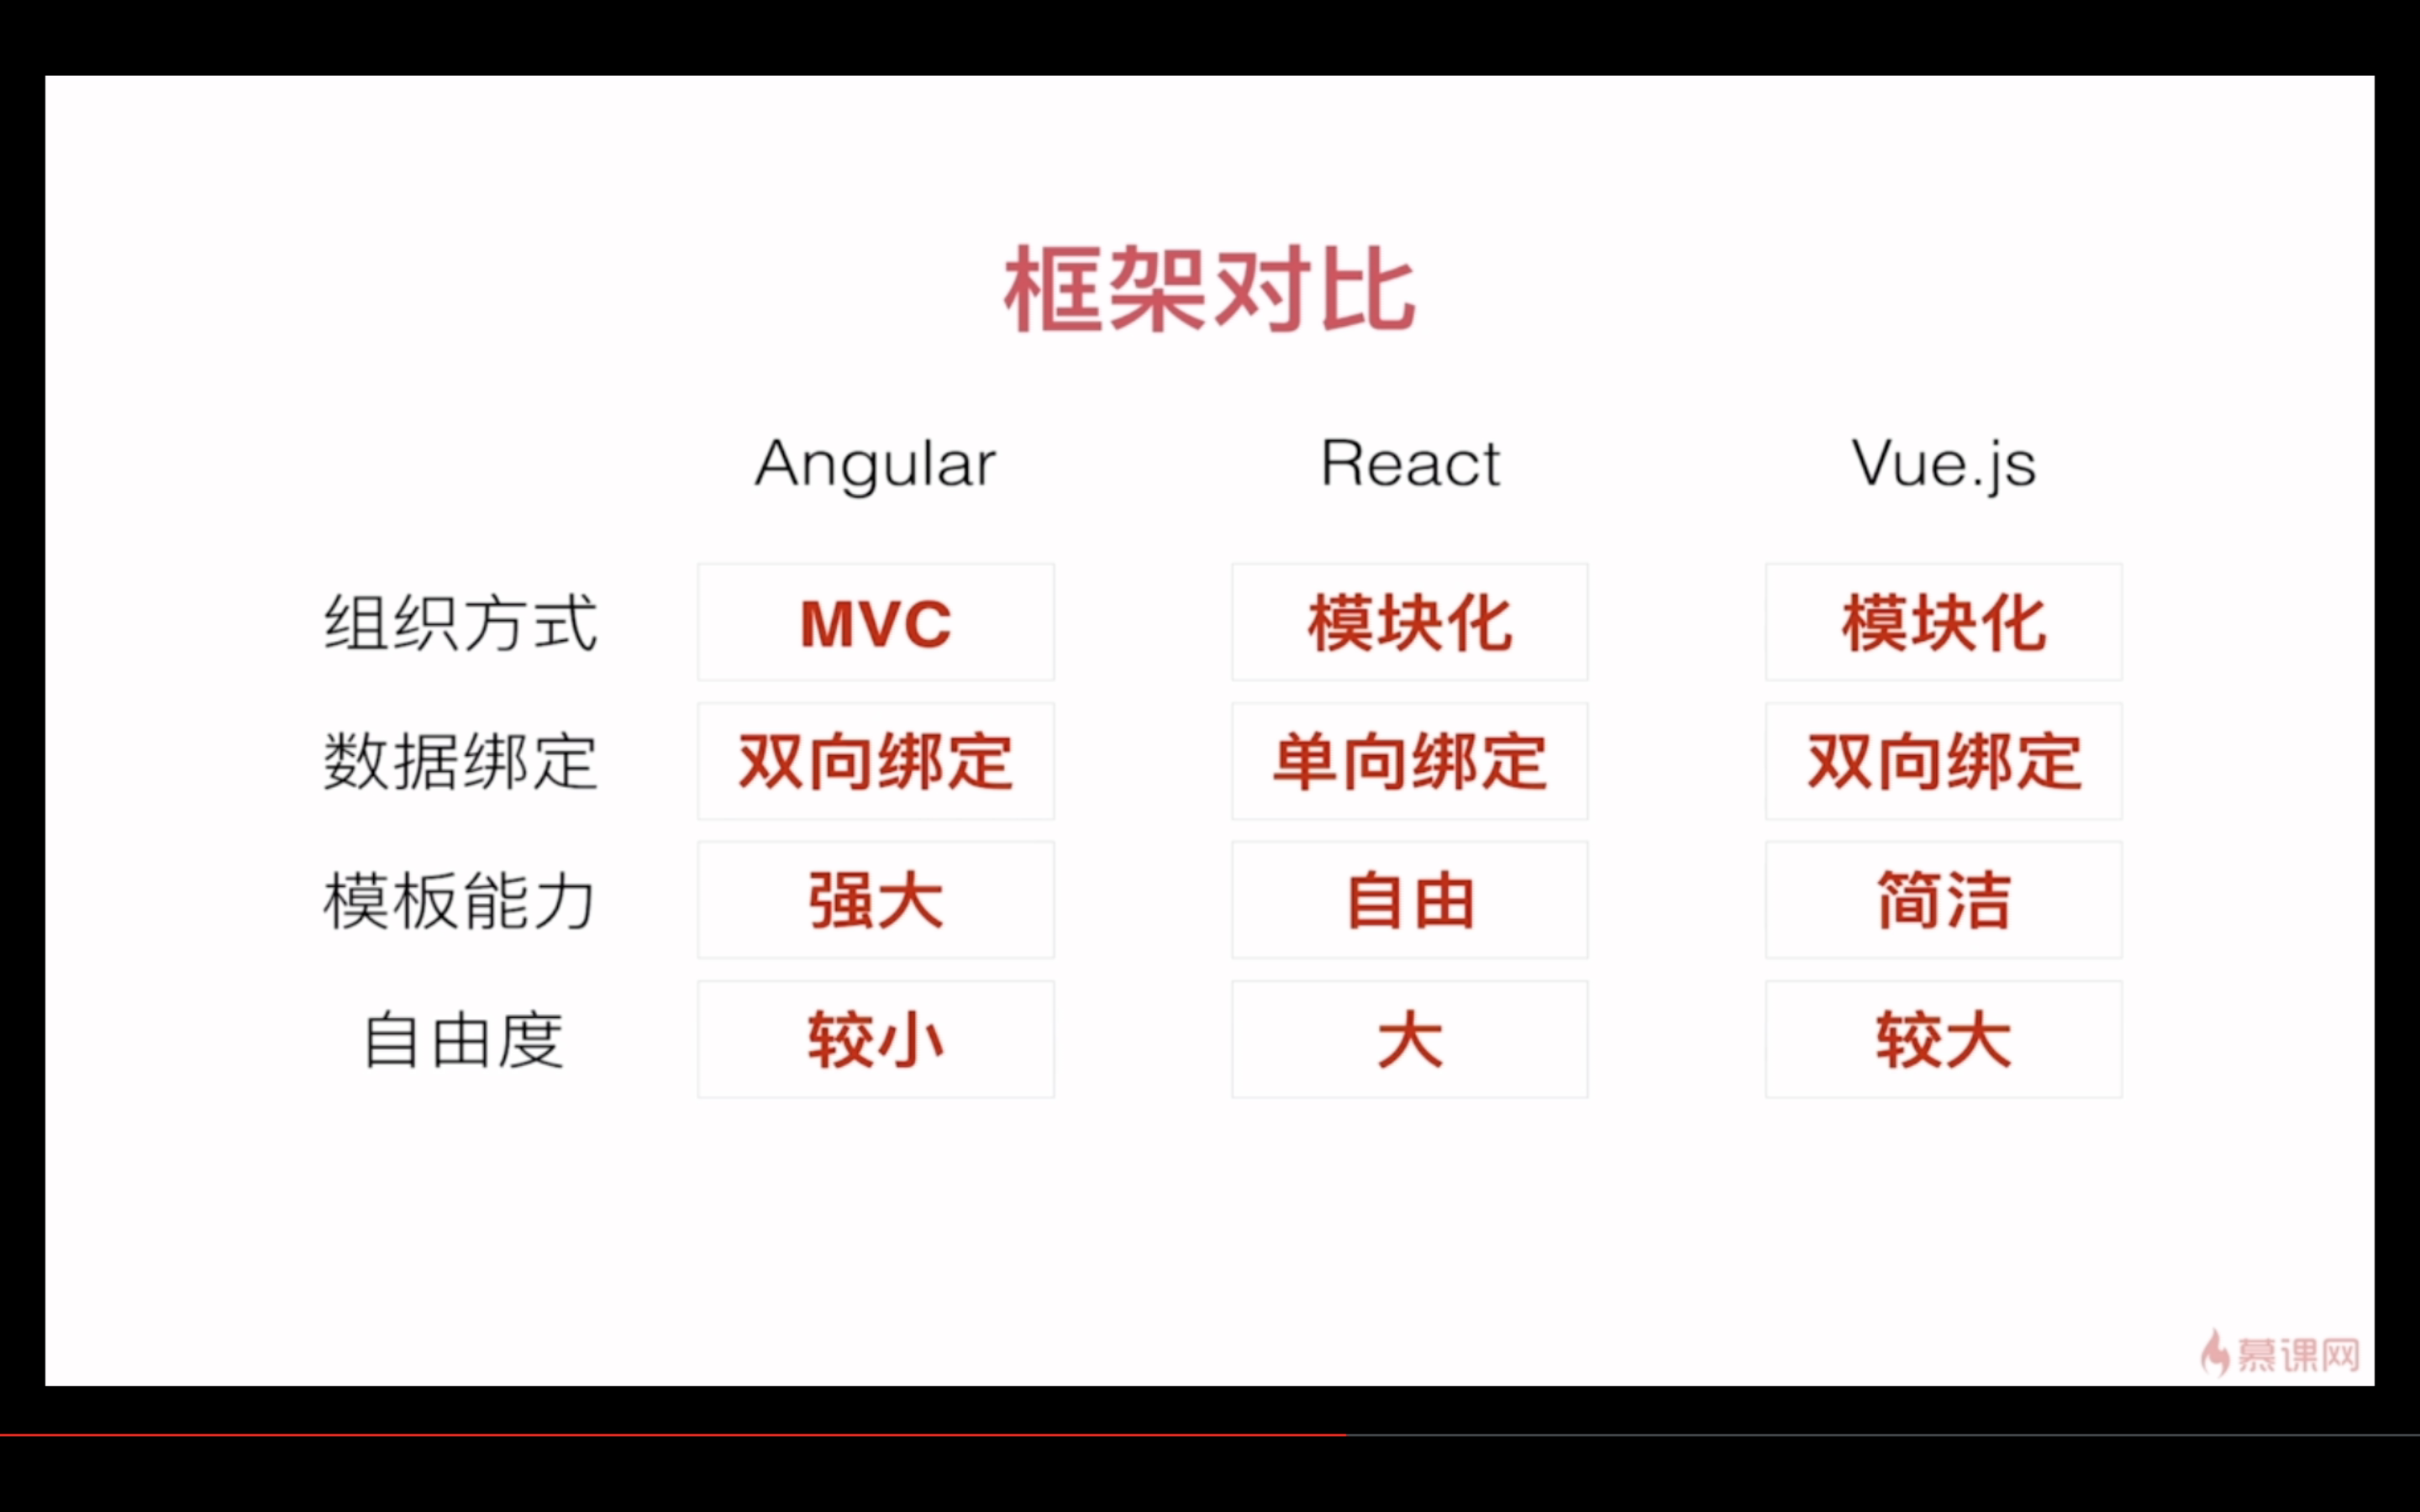 框架对比
Angular React Vue.js
组织方式 MVC 模块化 模块化
数据绑定 双向绑定 单向绑定 双向绑定
模板能力 强大 自由 简洁
自由度 较小 大 较大
慕课网